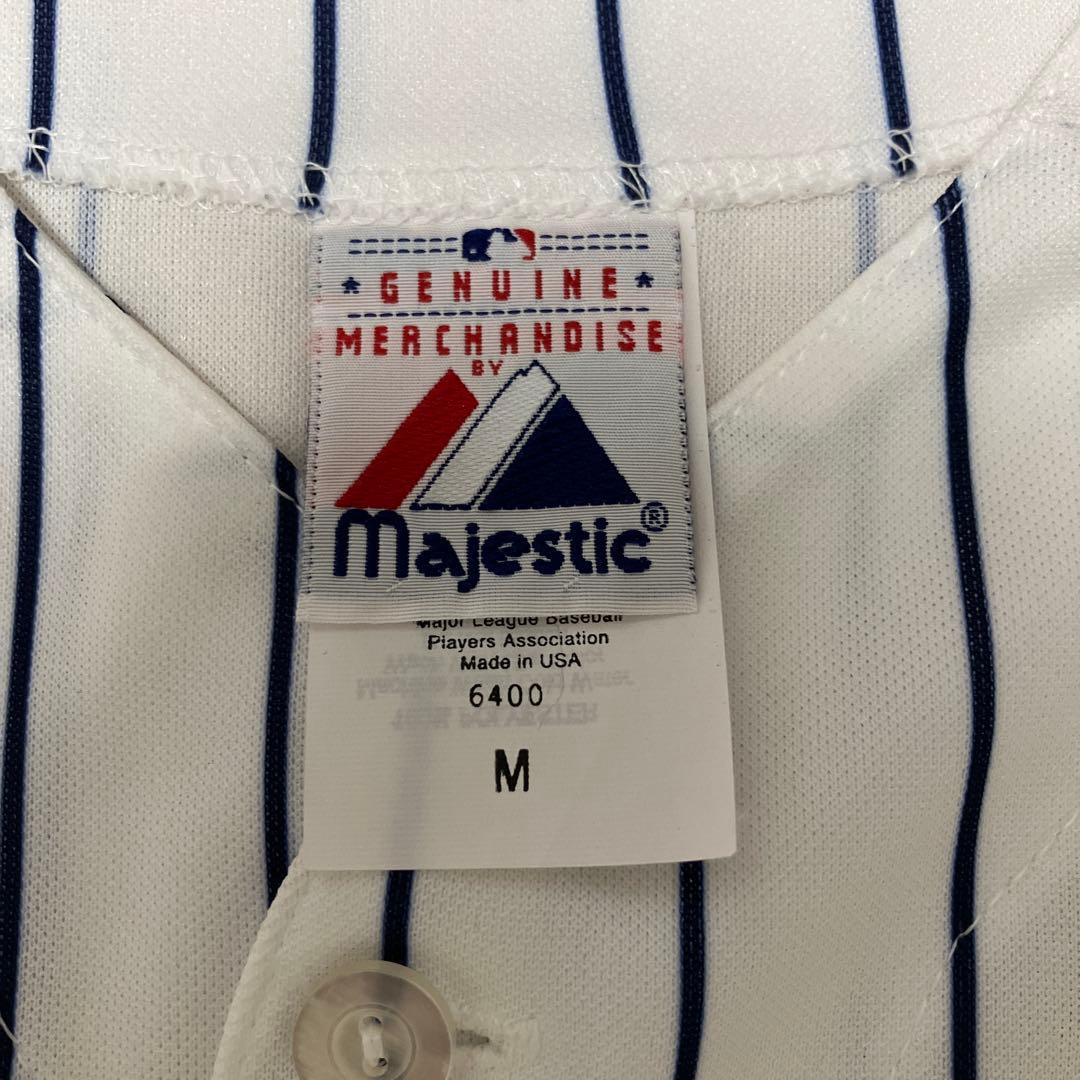 GENUINE
MERCHANDISE
BY
Majestic®
Major League Baseball
Players Association
Made in USA
6400
M